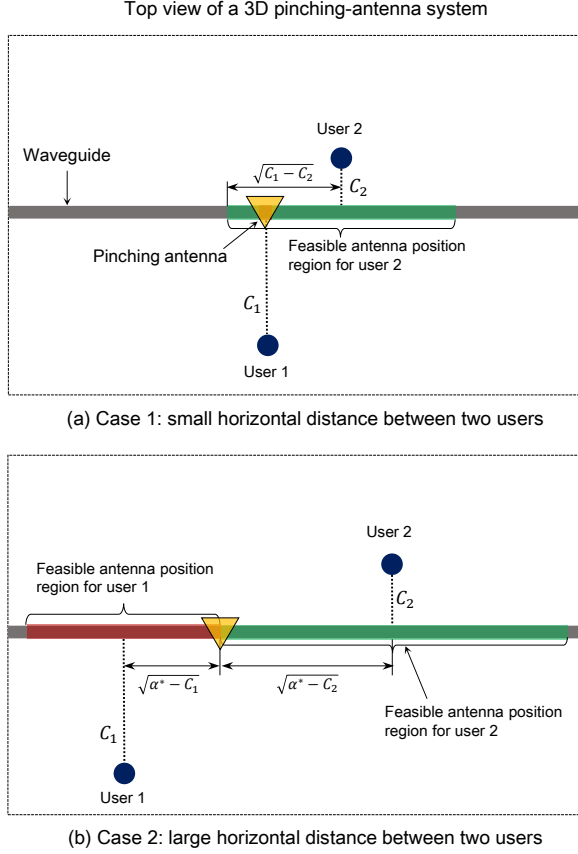 Top view of a 3D pinching-antenna system
User 2
Waveguide
√C₁ − C₂
C₂
Pinching antenna
Feasible antenna position
region for user 2
C₁
User 1
(a) Case 1: small horizontal distance between two users
User 2
Feasible antenna position
region for user 1
C₂
√α* − C₁
√α* − C₂
C₁
Feasible antenna position
region for user 2
User 1
(b) Case 2: large horizontal distance between two users